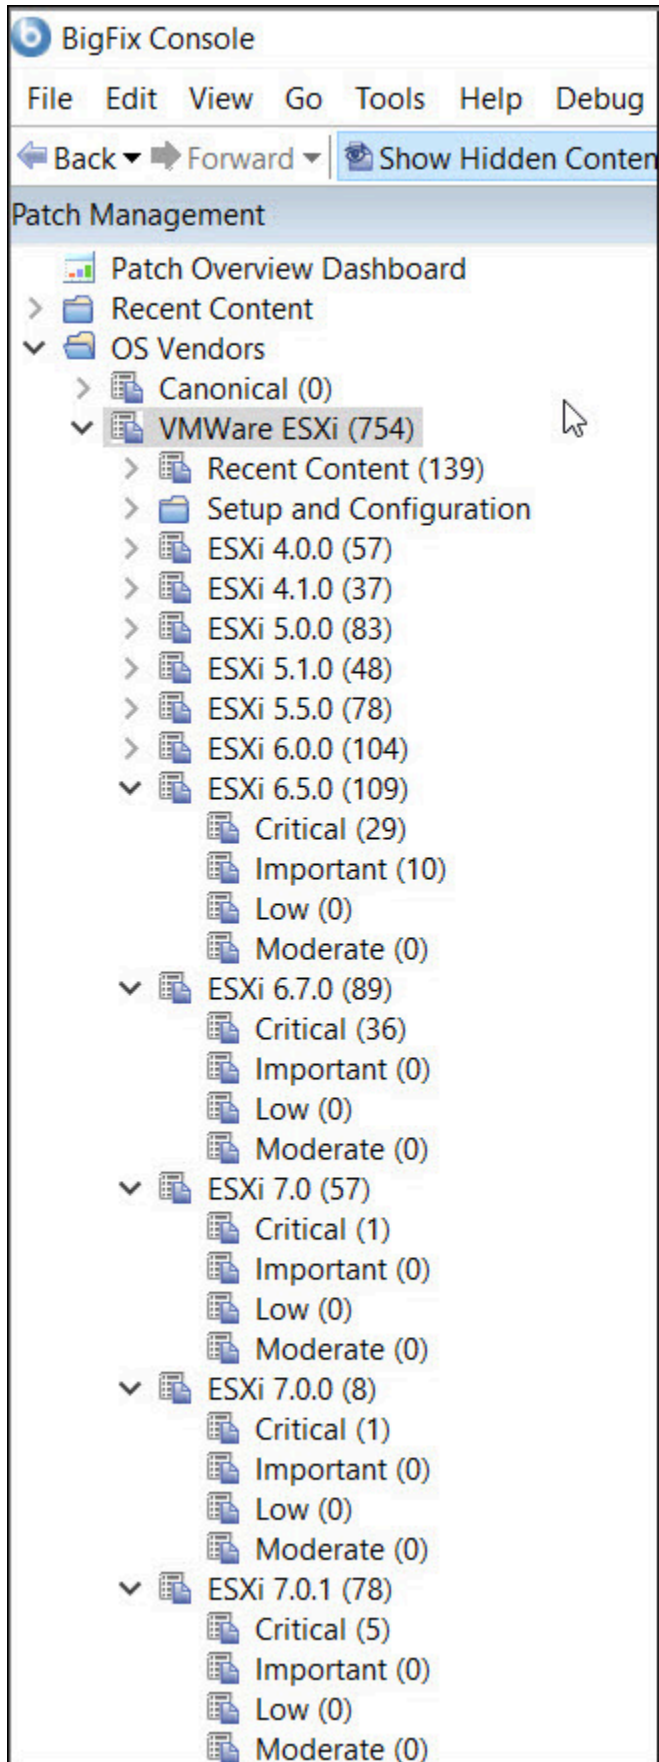 BigFix Console
File Edit View Go Tools Help Debug
Back Forward Show Hidden Conten
Patch Management
Patch Overview Dashboard
Recent Content
OS Vendors
Canonical (0)
VMWare ESXi (754)
Recent Content (139)
Setup and Configuration
ESXi 4.0.0 (57)
ESXi 4.1.0 (37)
ESXi 5.0.0 (83)
ESXi 5.1.0 (48)
ESXi 5.5.0 (78)
ESXi 6.0.0 (104)
ESXi 6.5.0 (109)
Critical (29)
Important (10)
Low (0)
Moderate (0)
ESXi 6.7.0 (89)
Critical (36)
Important (0)
Low (0)
Moderate (0)
ESXi 7.0 (57)
Critical (1)
Important (0)
Low (0)
Moderate (0)
ESXi 7.0.0 (8)
Critical (1)
Important (0)
Low (0)
Moderate (0)
ESXi 7.0.1 (78)
Critical (5)
Important (0)
Low (0)
Moderate (0)